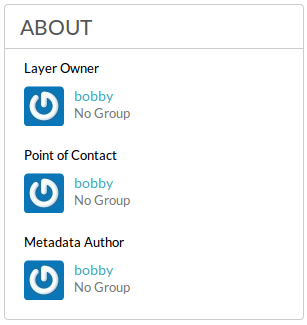 ABOUT
Layer Owner
bobby
No Group
Point of Contact
bobby
No Group
Metadata Author
bobby
No Group